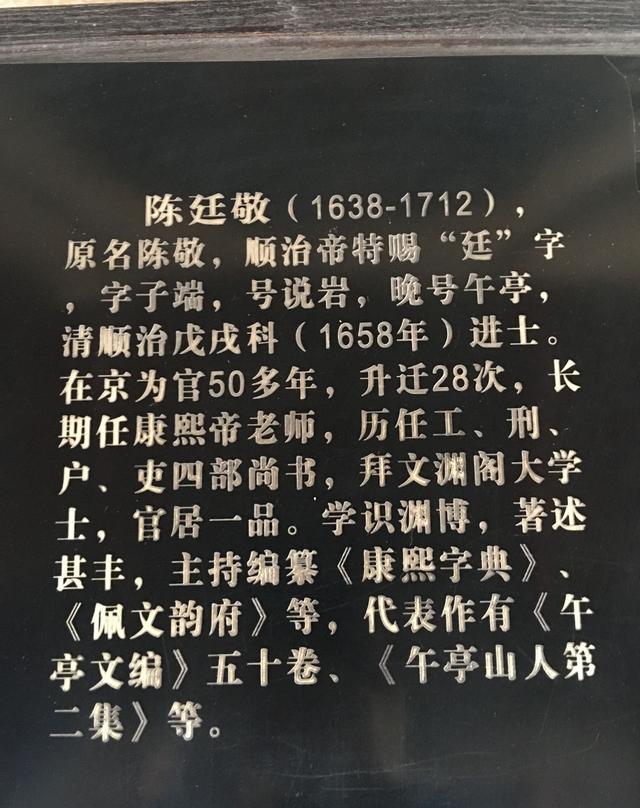 陈廷敬（1638-1712），
原名陈敬，顺治帝特赐“廷”字
，字子端，号说岩，晚号午亭，
清顺治戊戌科（1658年）进士。
在京为官50多年，升迁28次，长
期任康熙帝老师，历任工、刑、
户、吏四部尚书，拜文渊阁大学
士，官居一品。学识渊博，著述
甚丰，主持编纂《康熙字典》、
《佩文韵府》等，代表作有《午
亭文编》五十卷、《午亭山人第
二集》等。